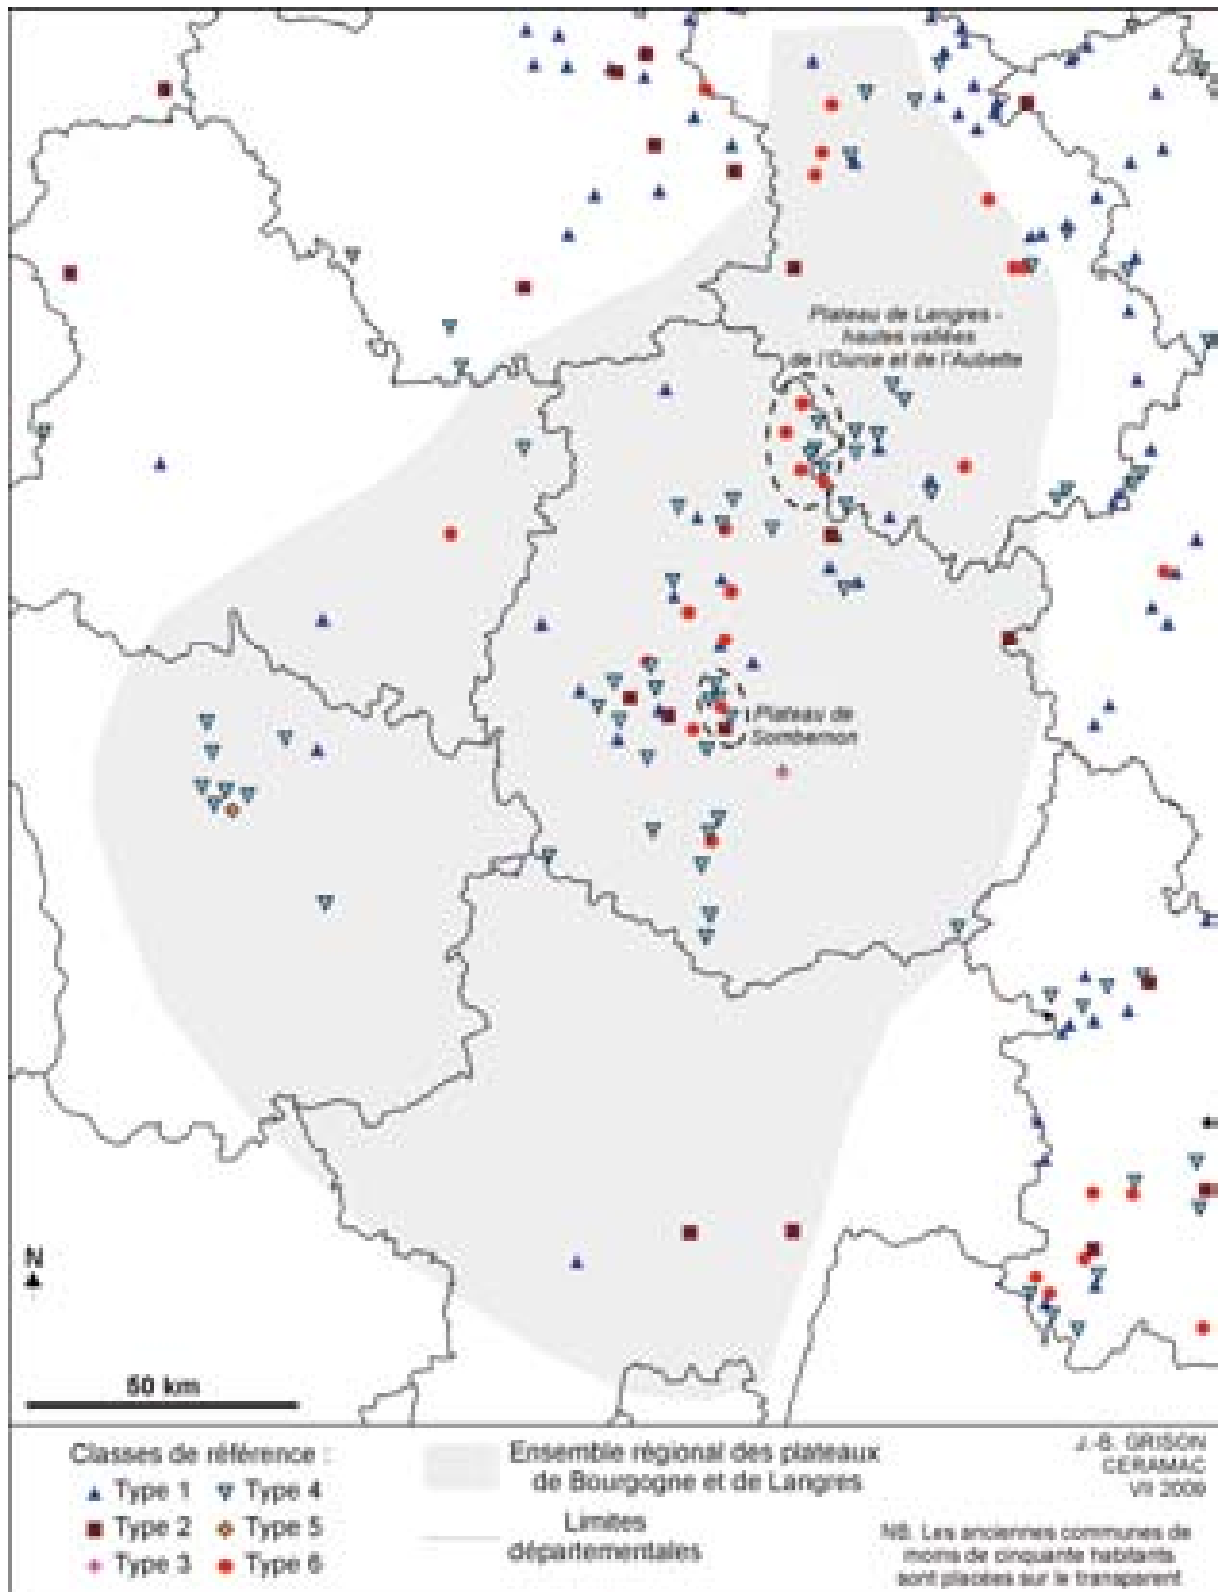 Plateau de Langres -
hautes vallées
de l'Ource et de l'Aubette
Plateau de
Sombernon
N
50 km
Classes de référence :
Type 1
Type 4
Type 2
Type 5
Type 3
Type 6
Ensemble régional des plateaux
de Bourgogne et de Langres
Limites
départementales
J.-B. GRISON
CERAMAC
VII 2009
NB. Les anciennes communes de
moins de cinquante habitants
sont placées sur le transparent